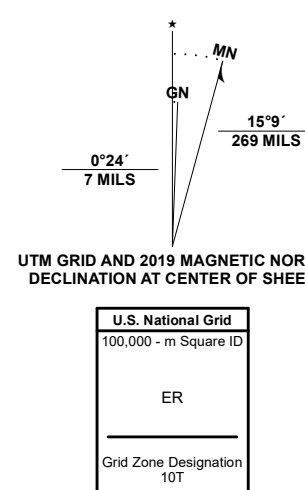 ★
MN
GN
15°9´
269 MILS
0°24´
7 MILS
UTM GRID AND 2019 MAGNETIC NOR
DECLINATION AT CENTER OF SHEE
U.S. National Grid
100,000 - m Square ID
ER
Grid Zone Designation
10T